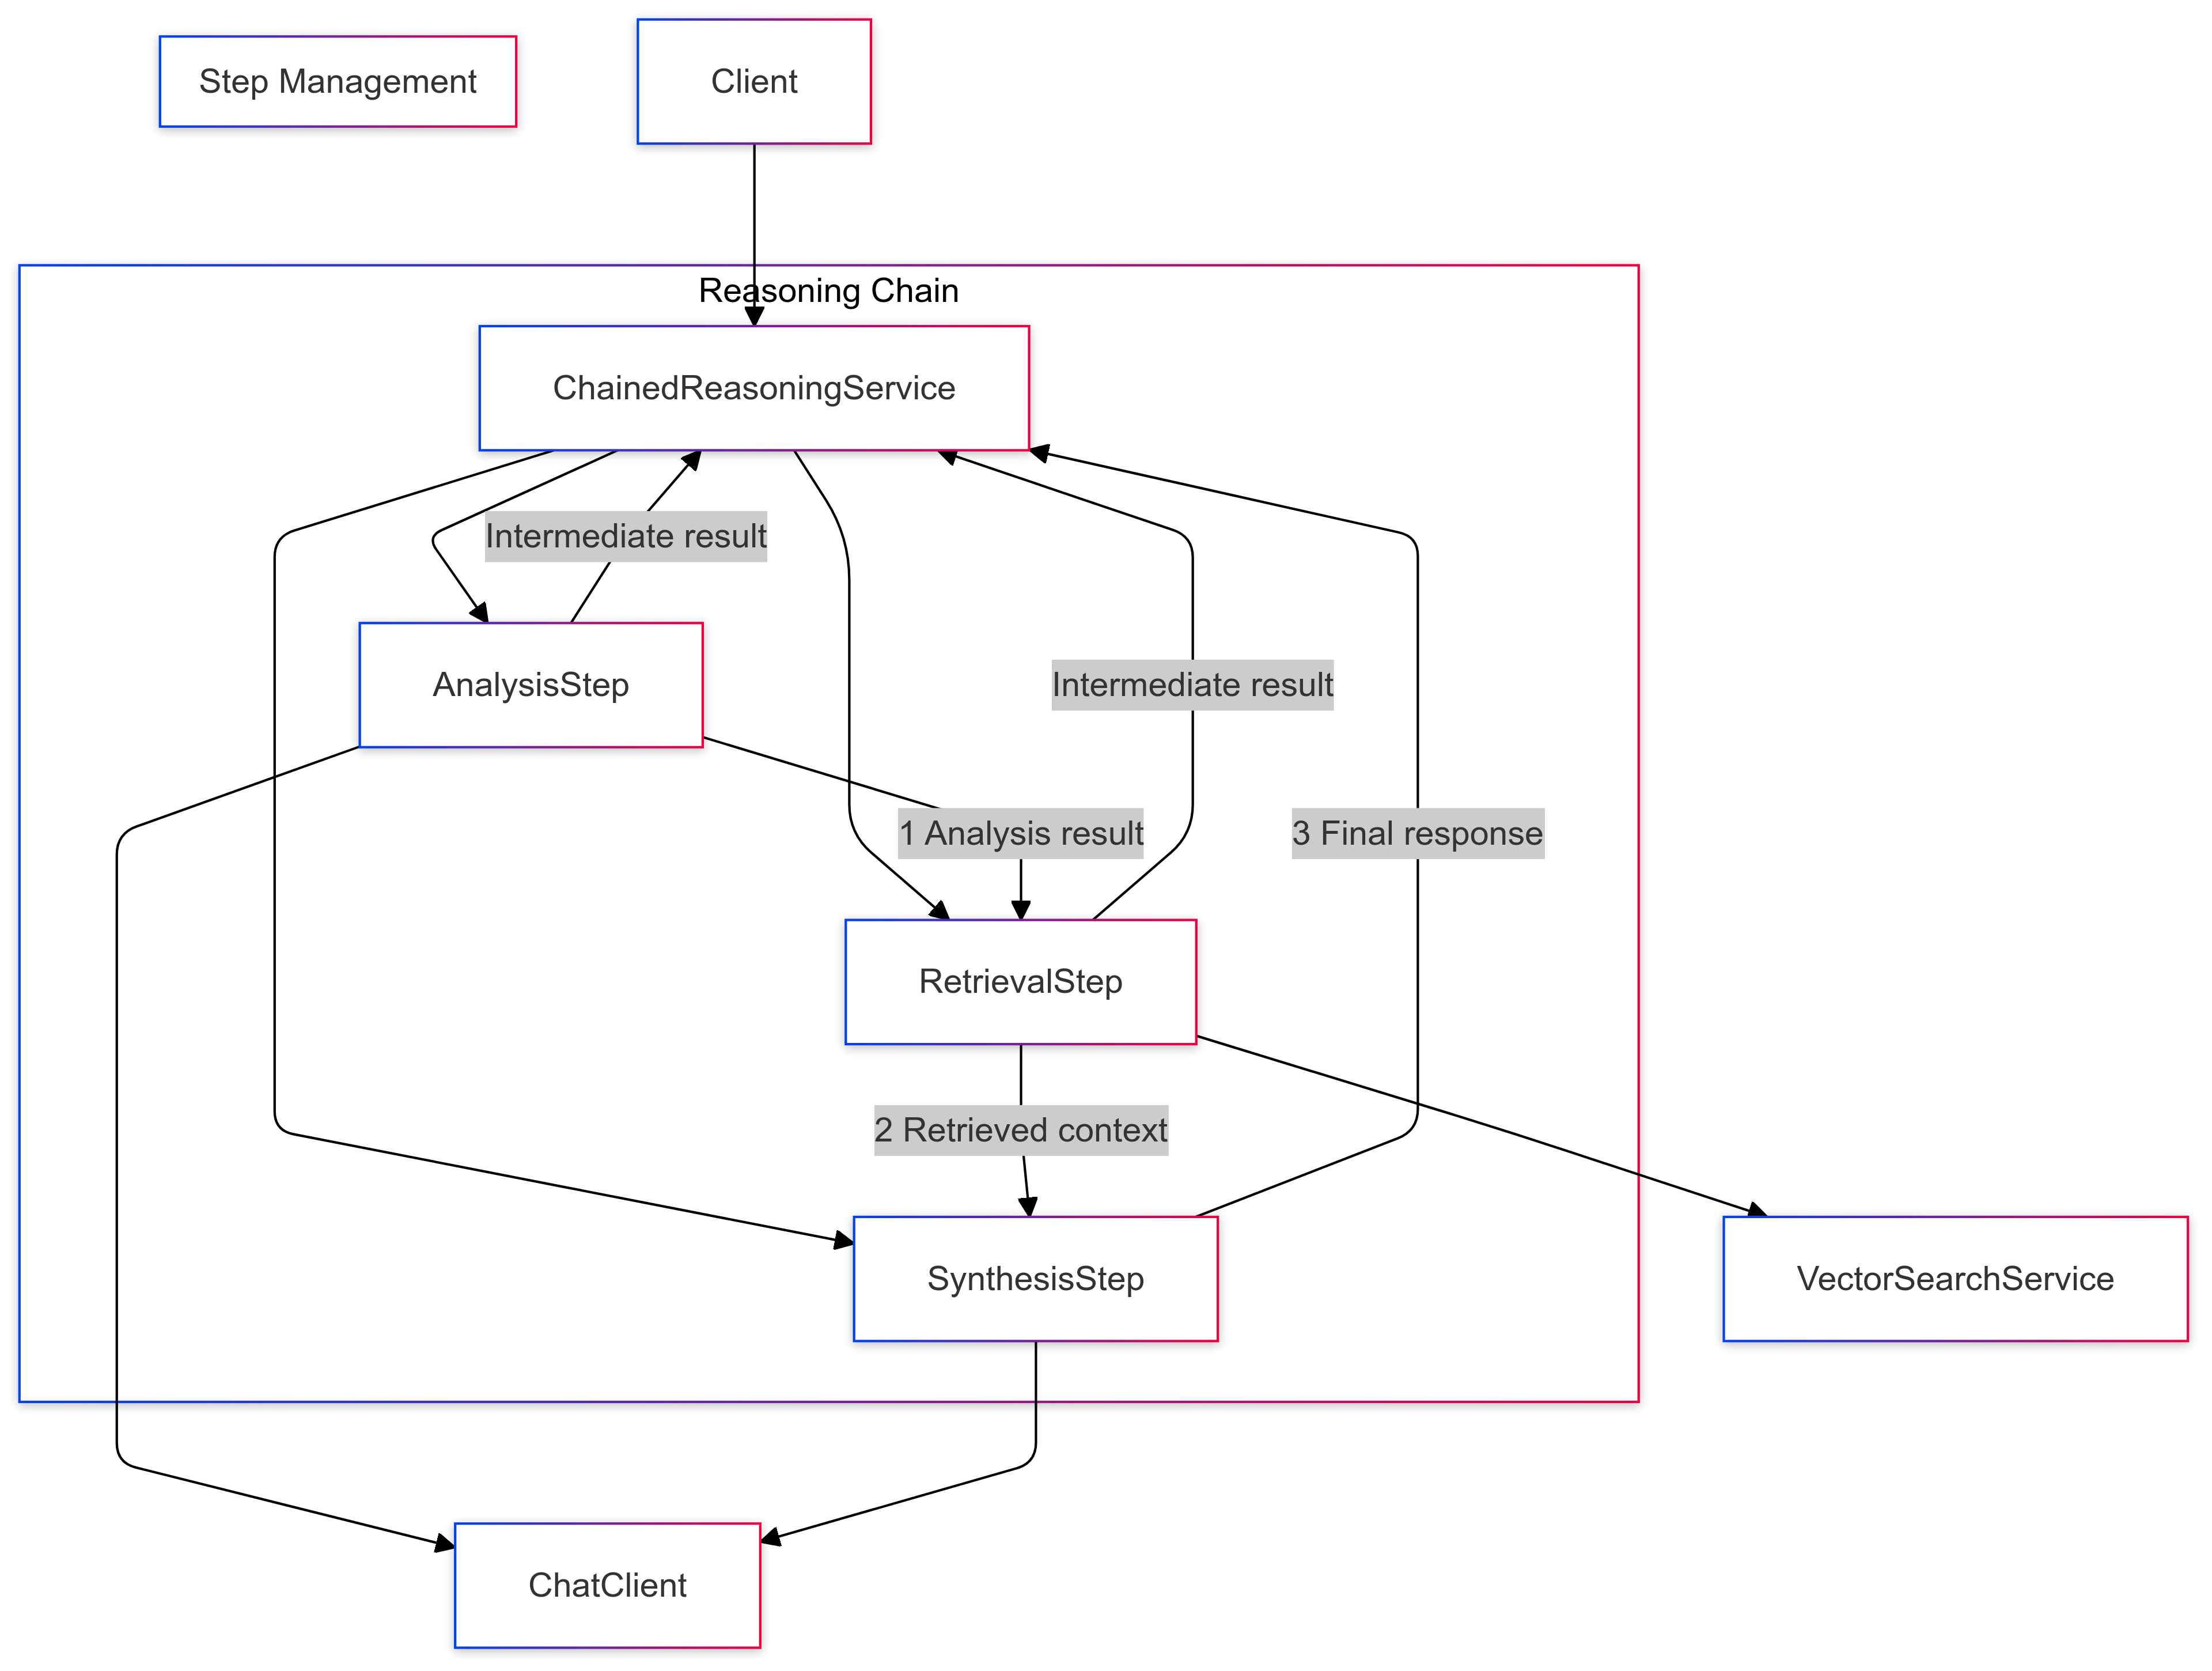 Step Management
Client
Reasoning Chain
ChainedReasoningService
Intermediate result
AnalysisStep
Intermediate result
1 Analysis result
3 Final response
RetrievalStep
2 Retrieved context
SynthesisStep
VectorSearchService
ChatClient